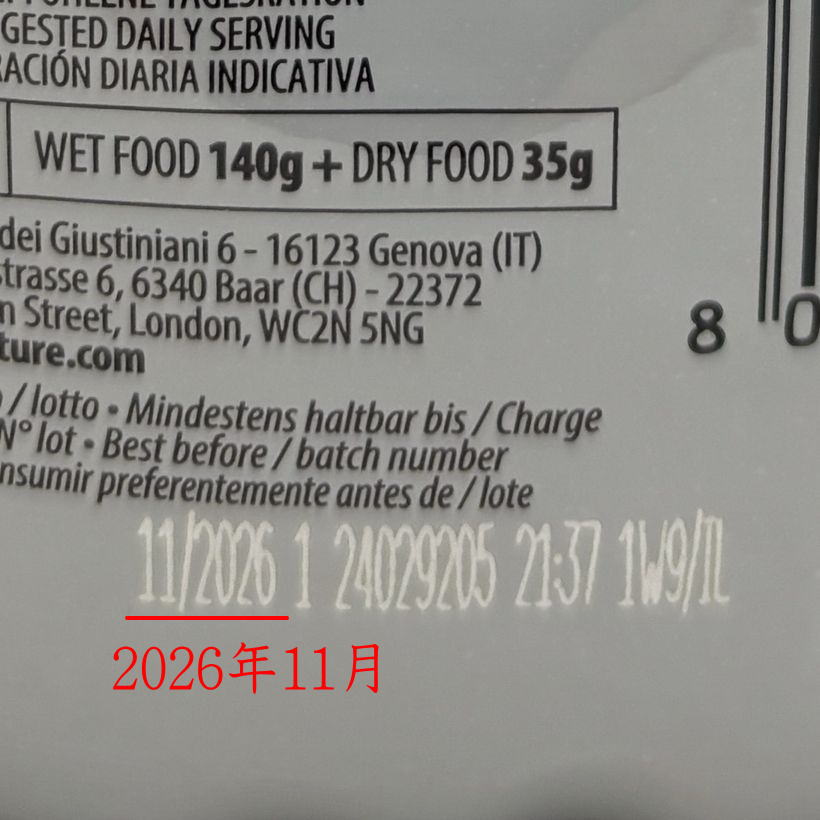 GESTED DAILY SERVING
RACIÓN DIARIA INDICATIVA
WET FOOD 140g + DRY FOOD 35g
dei Giustiniani 6 - 16123 Genova (IT)
strasse 6, 6340 Baar (CH) - 22372
n Street, London, WC2N 5NG
ture.com
/ lotto • Mindestens haltbar bis / Charge
N° lot • Best before / batch number
nsumir preferentemente antes de / lote
8 0
11/2026 1 24029205 21:37 1W9/IL
2026年11月